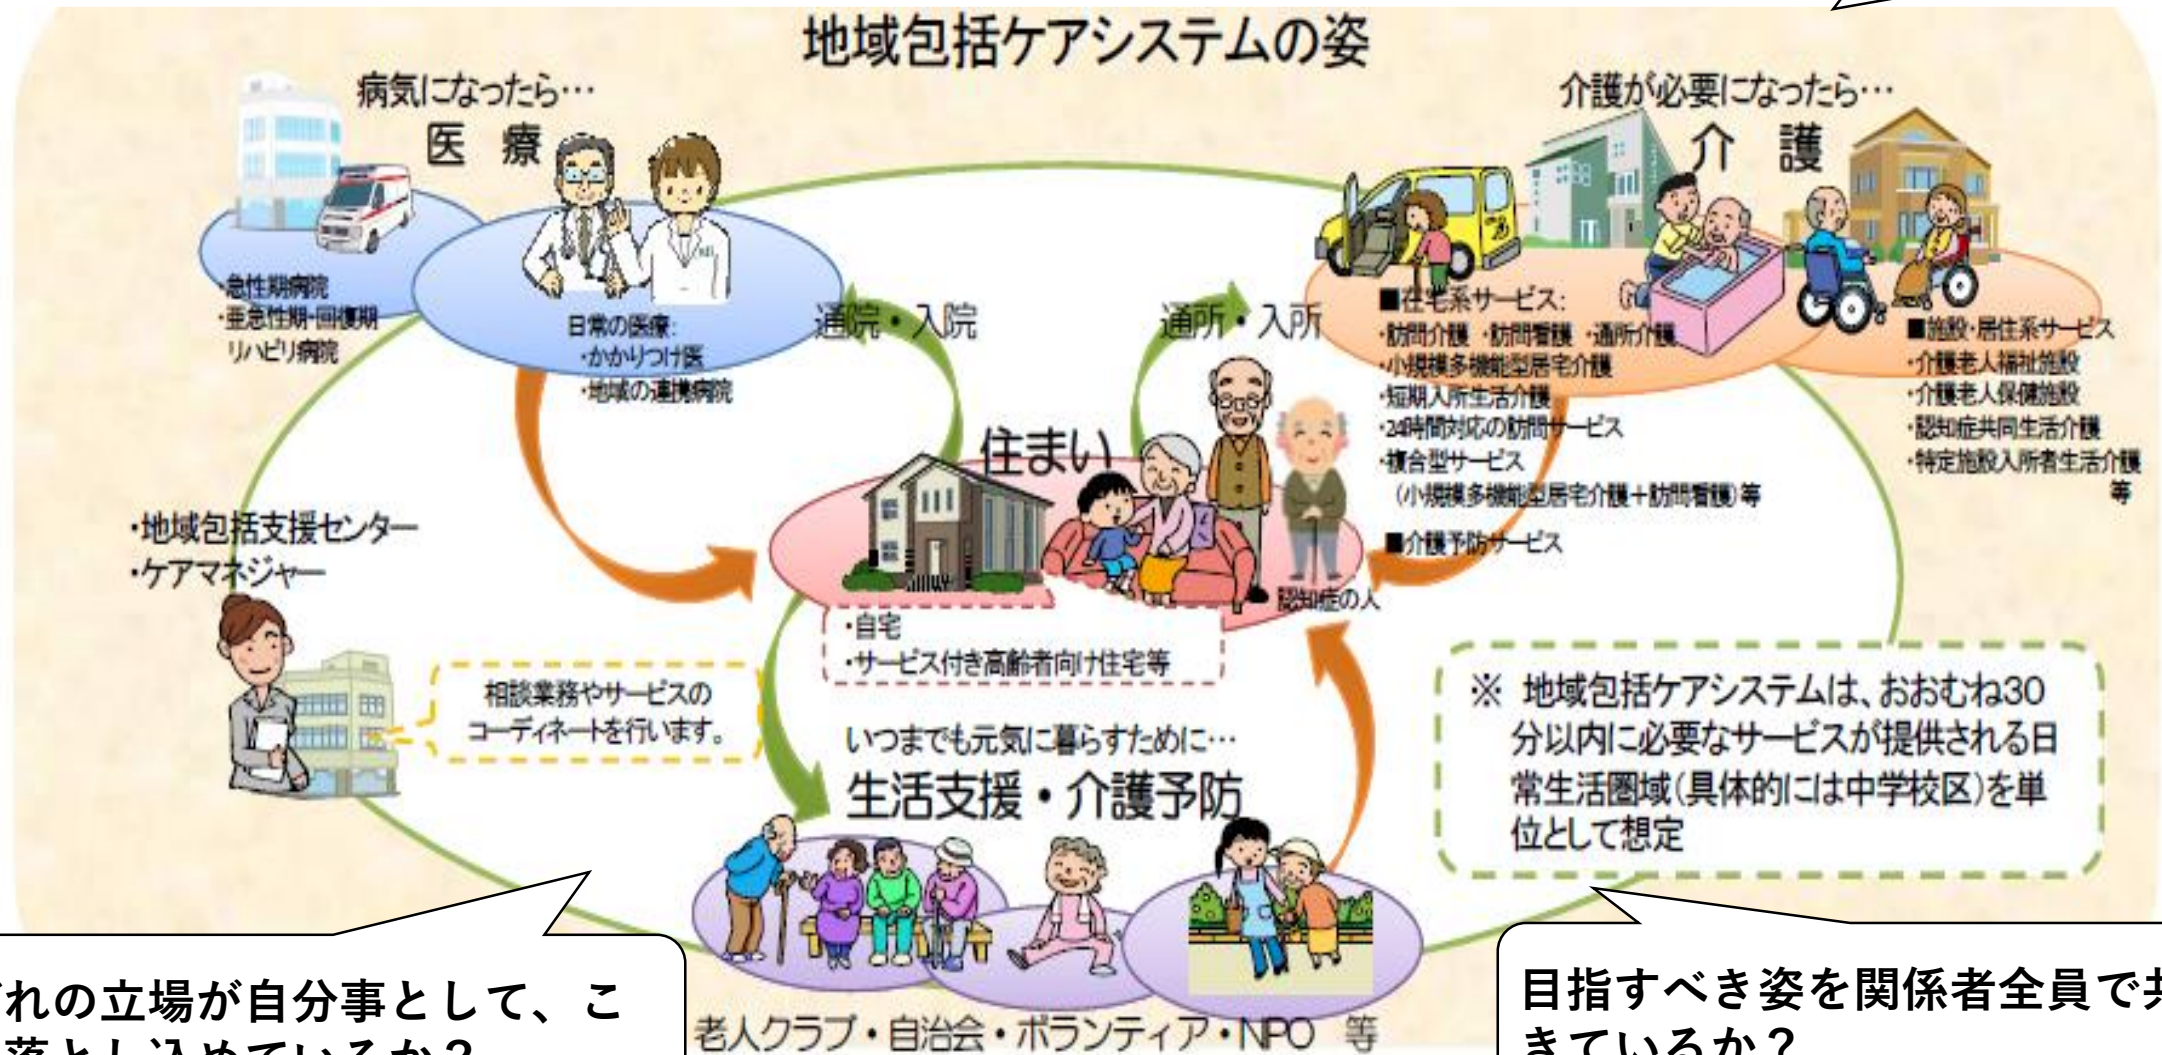 地域包括ケアシステムの姿
病気になったら…
医 療
・急性期病院
・亜急性期・回復期
リハビリ病院
日常の医療:
・かかりつけ医
・地域の連携病院
通院・入院
介護が必要になったら…
介 護
通所・入所
■在宅系サービス:
・訪問介護 ・訪問看護 ・通所介護
・小規模多機能型居宅介護
・短期入所生活介護
・24時間対応の訪問サービス
・複合型サービス
(小規模多機能型居宅介護+訪問看護)等
■介護予防サービス
■施設・居住系サービス
・介護老人福祉施設
・介護老人保健施設
・認知症共同生活介護
・特定施設入所者生活介護
等
住まい
認知症の人
・自宅
・サービス付き高齢者向け住宅等
・地域包括支援センター
・ケアマネジャー
相談業務やサービスの
コーディネートを行います。
いつまでも元気に暮らすために…
生活支援・介護予防
老人クラブ・自治会・ボランティア・NPO 等
※ 地域包括ケアシステムは、おおむね30
分以内に必要なサービスが提供される日
常生活圏域(具体的には中学校区)を単
位として想定
れの立場が自分事として、こ
落とし込めているか?
目指すべき姿を関係者全員で
きているか?